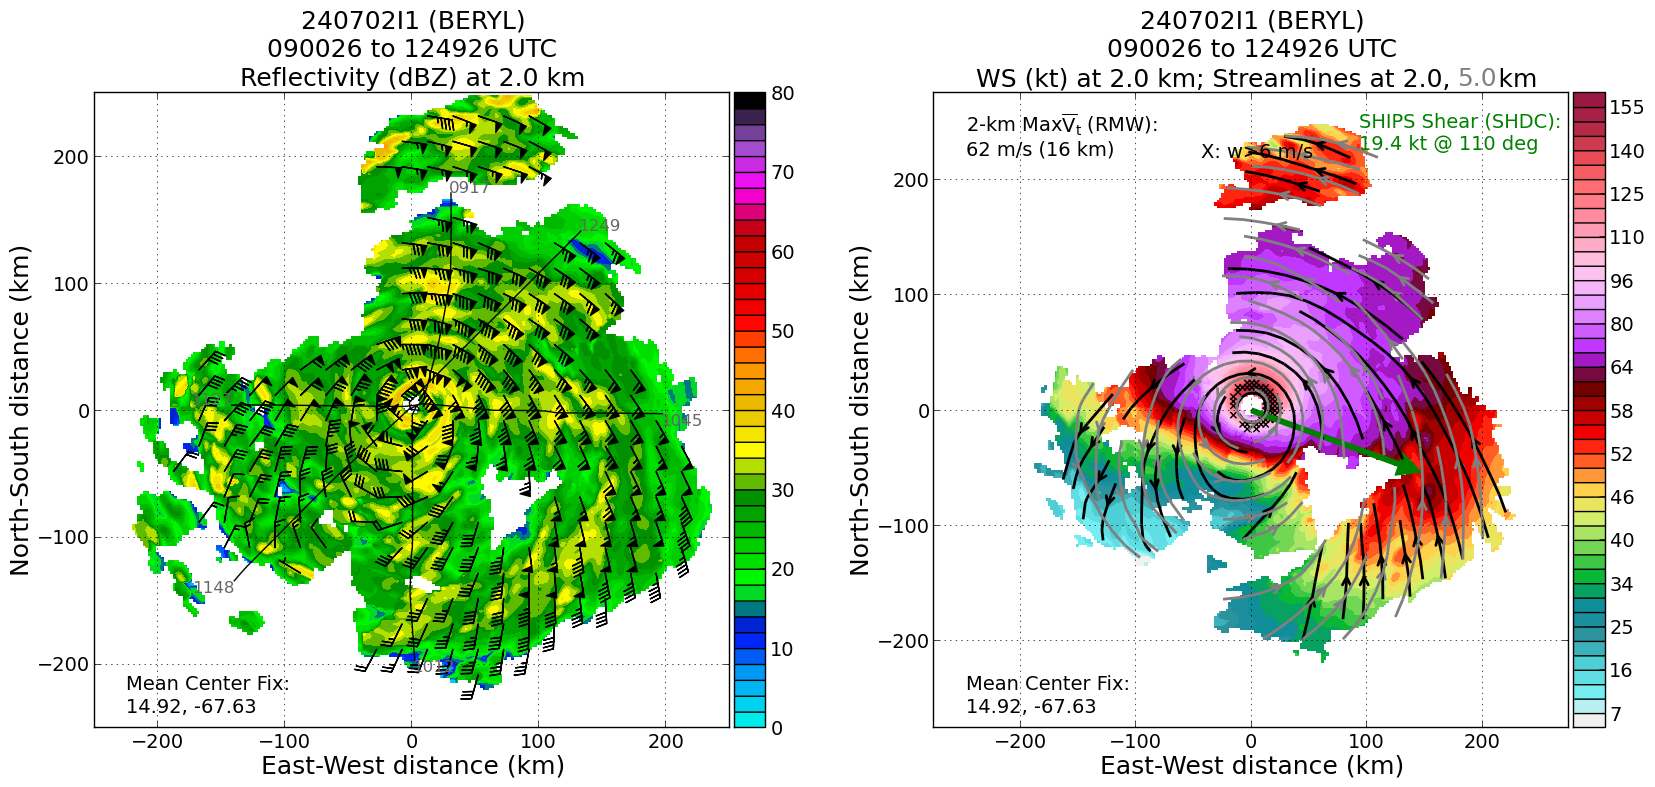 240702I1 (BERYL)
090026 to 124926 UTC
Reflectivity (dBZ) at 2.0 km
0917
1249
1045
1148
Mean Center Fix:
14.92, -67.63
North-South distance (km)
200
100
0
−100
−200
−200
−100
0
100
200
East-West distance (km)
80
70
60
50
40
30
20
10
0
240702I1 (BERYL)
090026 to 124926 UTC
WS (kt) at 2.0 km; Streamlines at 2.0, 5.0km
2-km MaxV̅t (RMW):
62 m/s (16 km)
X: w>6 m/s
SHIPS Shear (SHDC):
19.4 kt @ 110 deg
Mean Center Fix:
14.92, -67.63
North-South distance (km)
200
100
0
−100
−200
−200
−100
0
100
200
East-West distance (km)
155
140
125
110
96
80
64
58
52
46
40
34
25
16
7